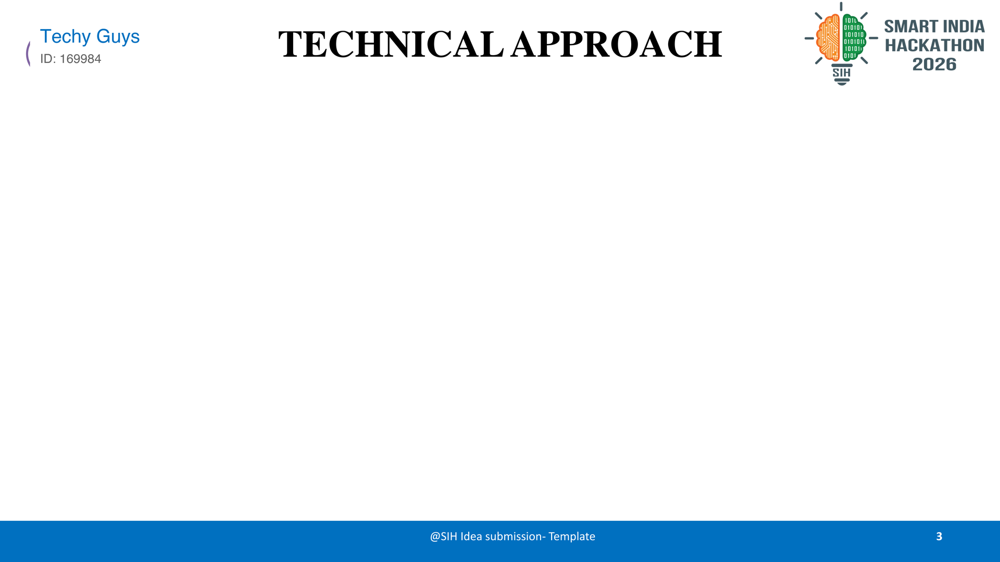 Techy Guys
ID: 169984
TECHNICAL APPROACH
SIH
SMART INDIA
HACKATHON
2026
@SIH Idea submission- Template
3